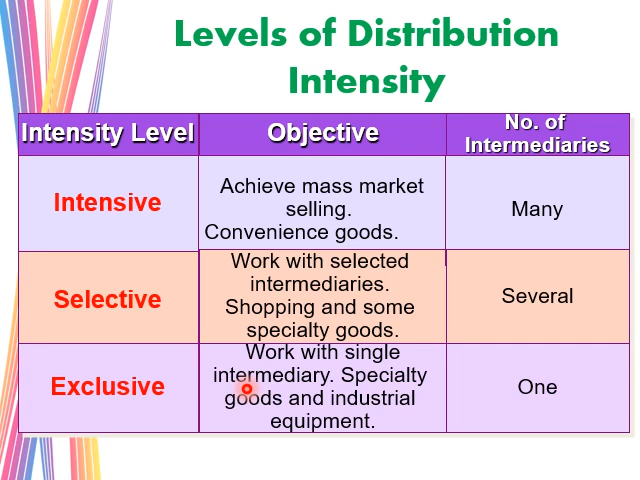 Levels of Distribution
Intensity
Intensity Level
Objective
No. of
Intermediaries
Intensive
Achieve mass market
selling.
Convenience goods.
Many
Selective
Work with selected
intermediaries.
Shopping and some
specialty goods.
Several
Exclusive
Work with single
intermediary. Specialty
goods and industrial
equipment.
One